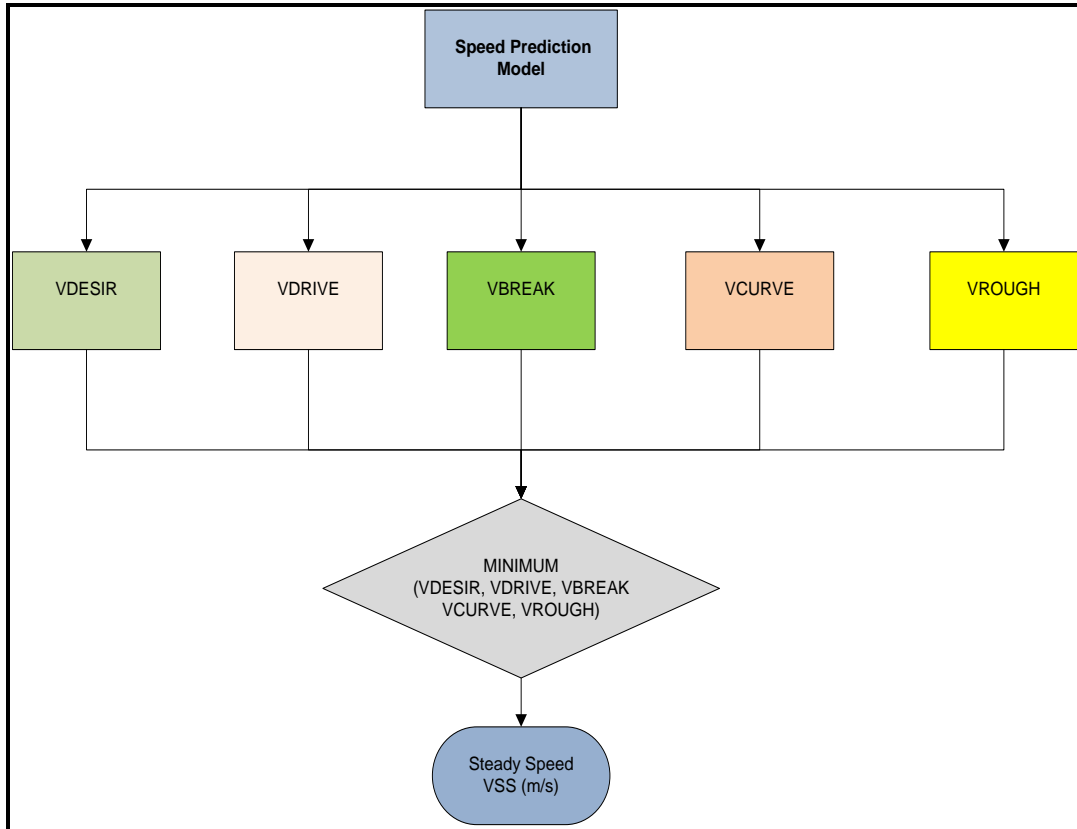 Speed Prediction
Model
VDESIR
VDRIVE
VBREAK
VCURVE
VROUGH
MINIMUM
(VDESIR, VDRIVE, VBREAK
VCURVE, VROUGH)
Steady Speed
VSS (m/s)